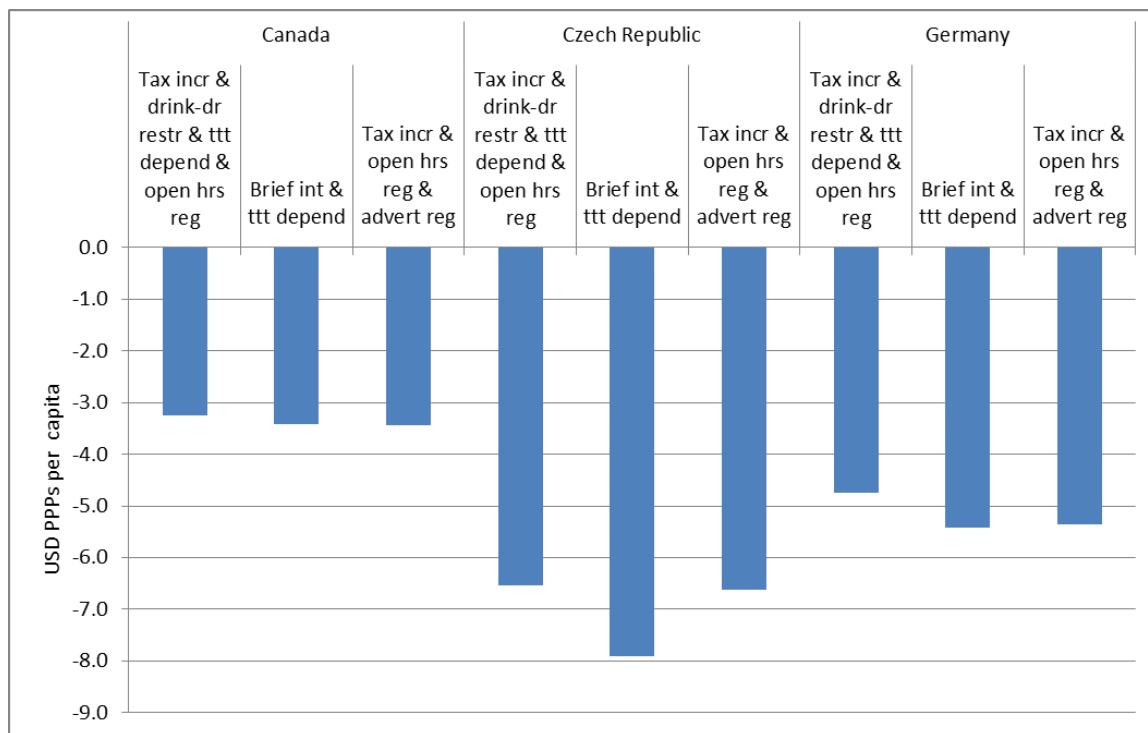 Canada
Czech Republic
Germany
Tax incr &
drink-dr
restr & ttt
depend &
open hrs
reg
Brief int &
ttt depend
Tax incr &
open hrs
reg &
advert reg
Tax incr &
drink-dr
restr & ttt
depend &
open hrs
reg
Brief int &
ttt depend
Tax incr &
open hrs
reg &
advert reg
Tax incr &
drink-dr
restr & ttt
depend &
open hrs
reg
Brief int &
ttt depend
Tax incr &
open hrs
reg &
advert reg
0.0
-1.0
-2.0
-3.0
-4.0
-5.0
-6.0
-7.0
-8.0
-9.0
USD PPPs per capita